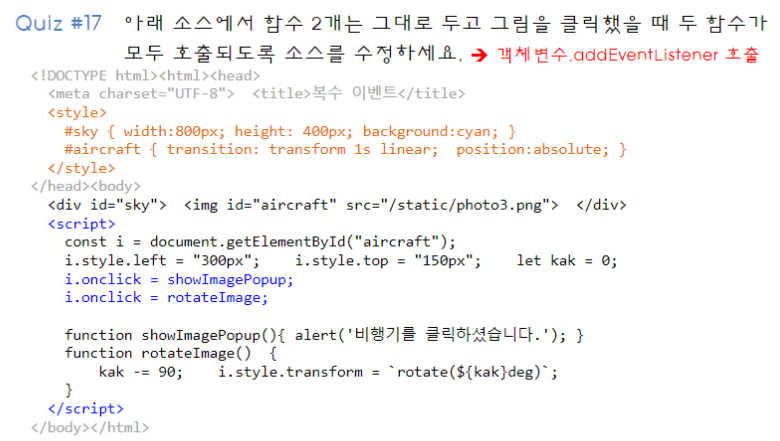 Quiz #17 아래 소스에서 함수 2개는 그대로 두고 그림을 클릭했을 때 두 함수가
모두 호출되도록 소스를 수정하세요. ➔ 객체변수.addEventListener 호출
<!DOCTYPE html><html><head>
<meta charset="UTF-8"> <title>복수 이벤트</title>
<style>
#sky { width:800px; height: 400px; background:cyan; }
#aircraft { transition: transform 1s linear; position:absolute; }
</style>
</head><body>
<div id="sky"> <img id="aircraft" src="/static/photo3.png"> </div>
<script>
const i = document.getElementById("aircraft");
i.style.left = "300px"; i.style.top = "150px"; let kak = 0;
i.onclick = showImagePopup;
i.onclick = rotateImage;
function showImagePopup(){ alert('비행기를 클릭하셨습니다.'); }
function rotateImage() {
kak -= 90; i.style.transform = `rotate(${kak}deg)`;
}
</script>
</body></html>